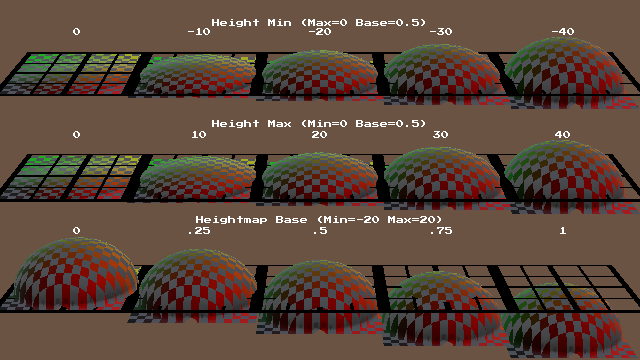 Height Min (Max=0 Base=0.5)
0 -10 -20 -30 -40
Height Max (Min=0 Base=0.5)
0 10 20 30 40
Heightmap Base (Min=-20 Max=20)
0 .25 .5 .75 1